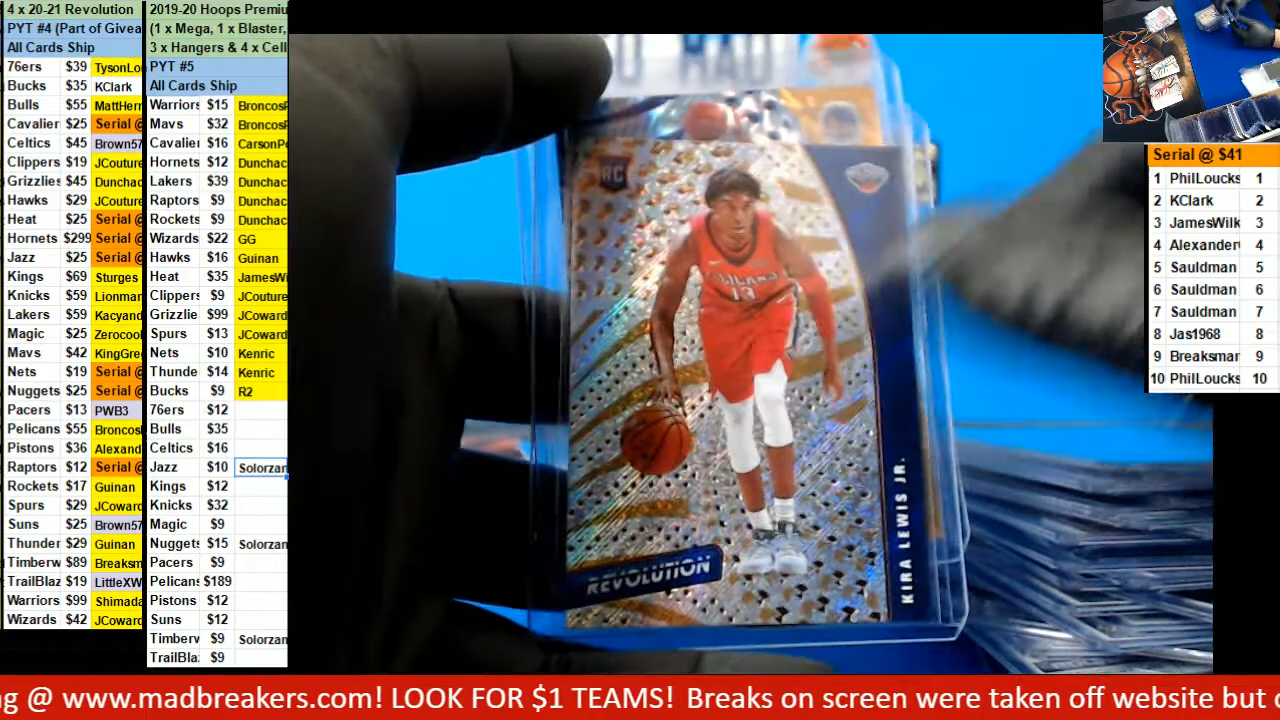 4 x 20-21 Revolution
PYT #4 (Part of Givea
All Cards Ship
76ers $39 TysonLo
Bucks $35 KClark
Bulls $55 MattHerr
Cavalier $25 Serial @
Celtics $45 Brown57
Clippers $19 JCouture
Grizzlies $45 Dunchac
Hawks $29 JCouture
Heat $25 Serial @
Hornets $299 Serial @
Jazz $25 Serial @
Kings $69 Sturges
Knicks $59 Lionman
Lakers $59 Kacyand
Magic $25 Zerocool
Mavs $42 KingGre
Nets $19 Serial @
Nuggets $25 Serial @
Pacers $13 PWB3
Pelicans $55 Broncos
Pistons $36 Alexand
Raptors $12 Serial @
Rockets $17 Guinan
Spurs $29 JCoward
Suns $25 Brown57
Thunder $29 Guinan
Timberw $89 Breaksm
TrailBlaz $19 LittleXW
Warriors $99 Shimada
Wizards $42 JCoward
2019-20 Hoops Premiu
(1 x Mega, 1 x Blaster,
3 x Hangers & 4 x Cell
PYT #5
All Cards Ship
Warriors $15 BroncosF
Mavs $32 BroncosF
Cavalier $16 CarsonPo
Hornets $12 Dunchac
Lakers $39 Dunchac
Raptors $9 Dunchac
Rockets $9 Dunchac
Wizards $22 GG
Hawks $16 Guinan
Heat $35 JamesWi
Clippers $9 JCouture
Grizzlie $99 JCoward
Spurs $13 JCoward
Nets $10 Kenric
Thunde $14 Kenric
Bucks $9 R2
76ers $12
Bulls $35
Celtics $16
Jazz $10 Solorzan
Kings $12
Knicks $32
Magic $9
Nuggets $15 Solorzan
Pacers $9
Pelicans $189
Pistons $12
Suns $12
Timberv $9 Solorzan
TrailBla $9
RC
13
REVOLUTION
KIRA LEWIS JR.
Serial @ $41
1 PhilLoucks 1
2 KClark 2
3 JamesWilk 3
4 Alexander 4
5 Sauldman 5
6 Sauldman 6
7 Sauldman 7
8 Jas1968 8
9 Breaksmar 9
10 PhilLoucks 10
g @ www.madbreakers.com! LOOK FOR $1 TEAMS! Breaks on screen were taken off website but